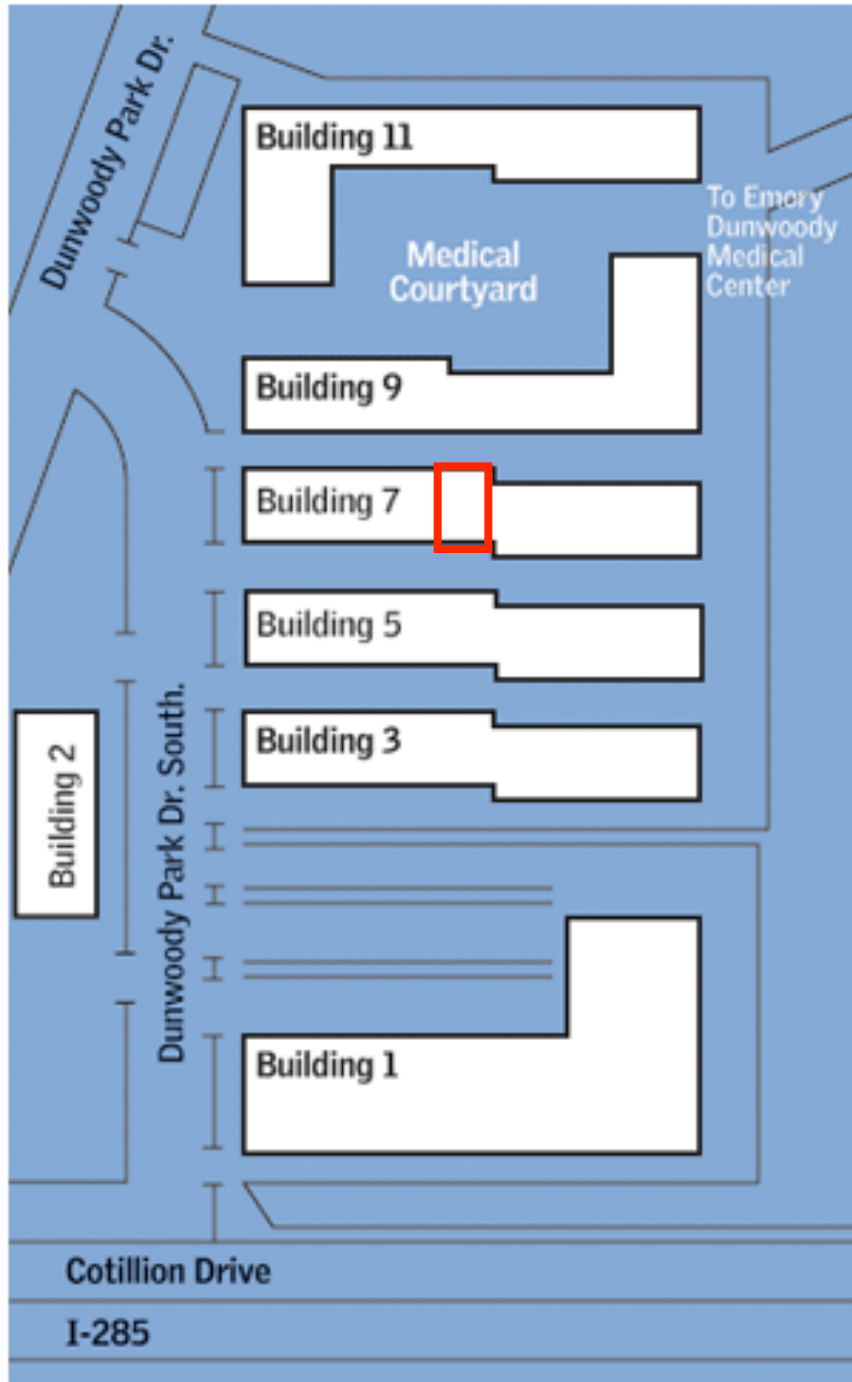 Dunwoody Park Dr.
Building 11
To Emory
Dunwoody
Medical
Center
Medical
Courtyard
Building 9
Building 7
Building 5
Building 3
Building 2
Dunwoody Park Dr. South.
Building 1
Cotillion Drive
I-285